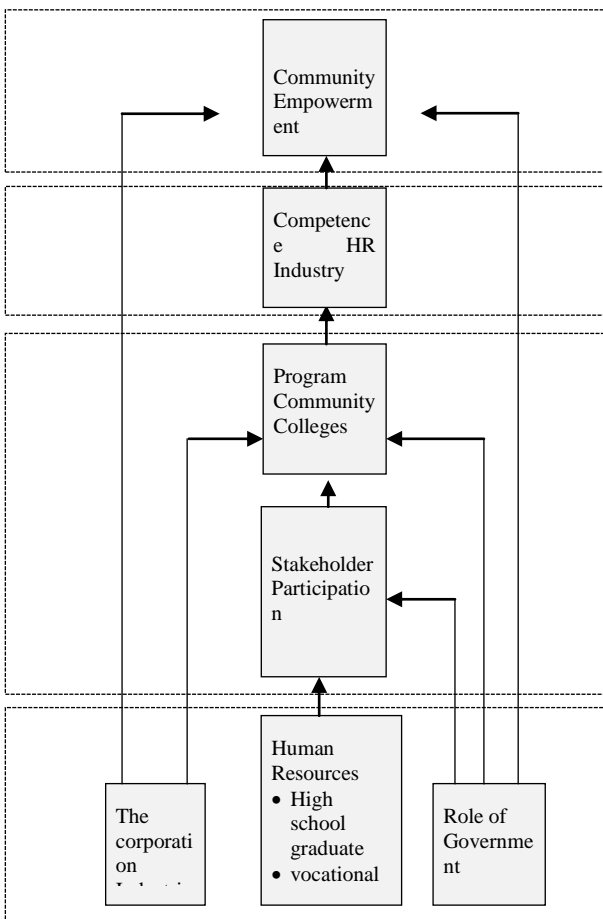 Community
Empowerm
ent
Competenc
e HR
Industry
Program
Community
Colleges
Stakeholder
Participatio
n
Human
Resources
• High
school
graduate
• vocational
The
corporati
on
Role of
Governme
nt